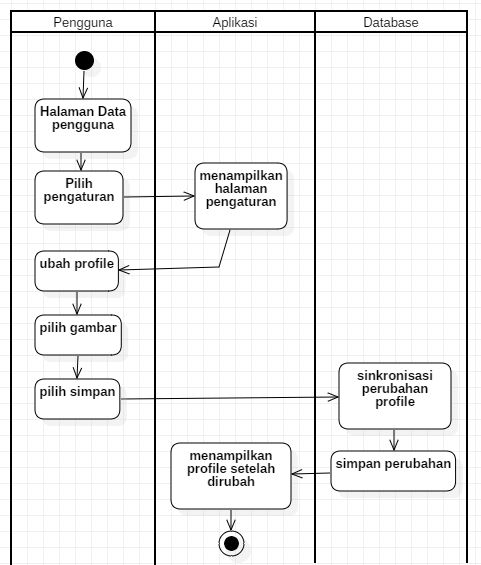 Pengguna
Aplikasi
Database
Halaman Data
pengguna
Pilih
pengaturan
menampilkan
halaman
pengaturan
ubah profile
pilih gambar
pilih simpan
sinkronisasi
perubahan
profile
simpan perubahan
menampilkan
profile setelah
dirubah